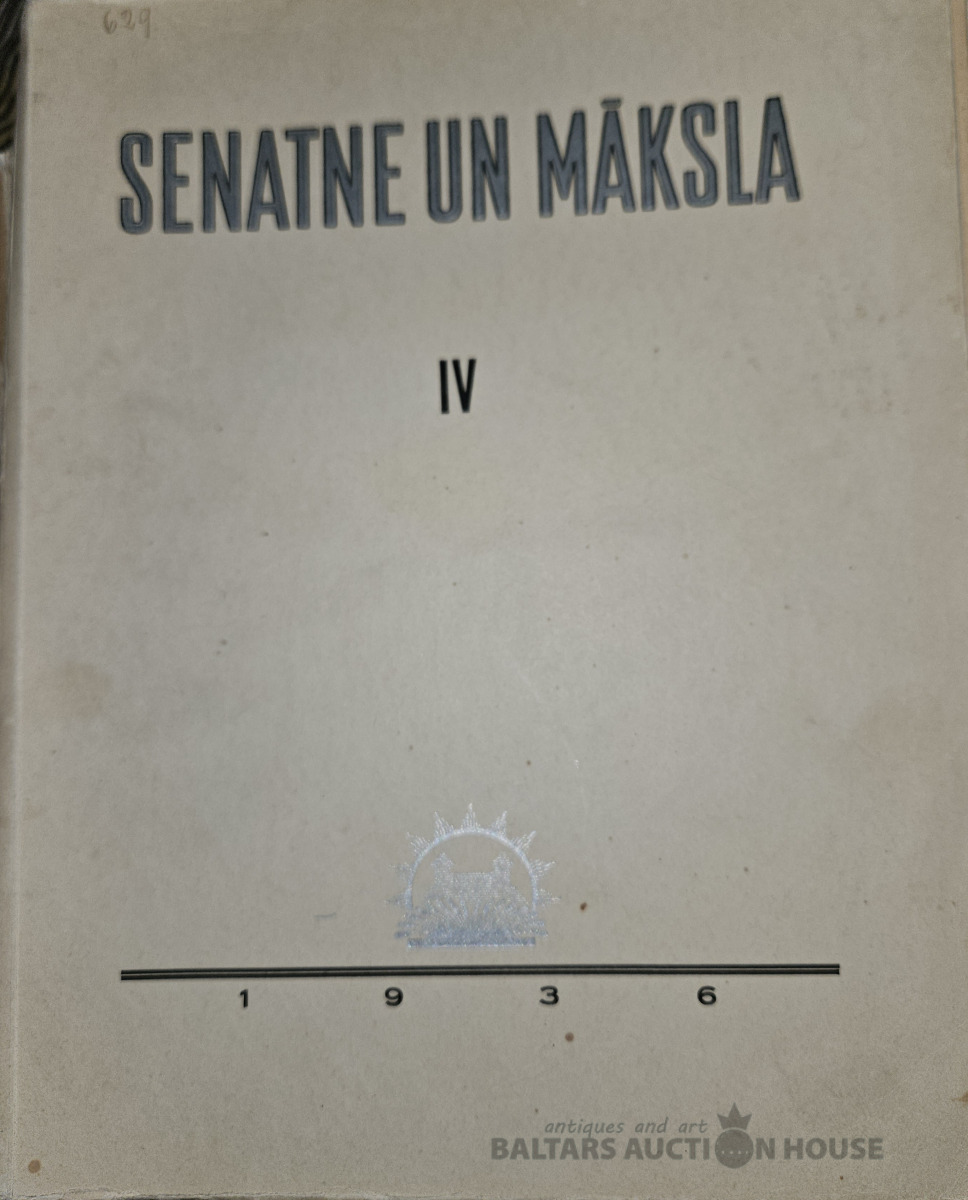 629
SENATNE UN MĀKSLA
IV
1 9 3 6
antiques and art
BALTARS AUCTION HOUSE